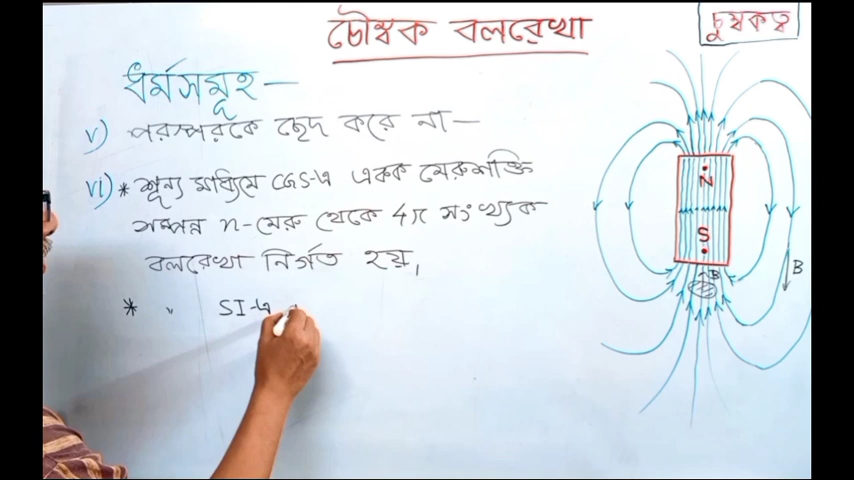 চৌম্বক বলরেখা
চুম্বকত্ব
ধর্মসমূহ —
v) পরস্পরকে ছেদ করে না —
vi) * শূন্য মাধ্যমে CGS-এ একক মেরুশক্তি
সম্পন্ন n-মেরু থেকে 4π সংখ্যক
বলরেখা নির্গত হয়,
* " SI-এ
N
S
B
B